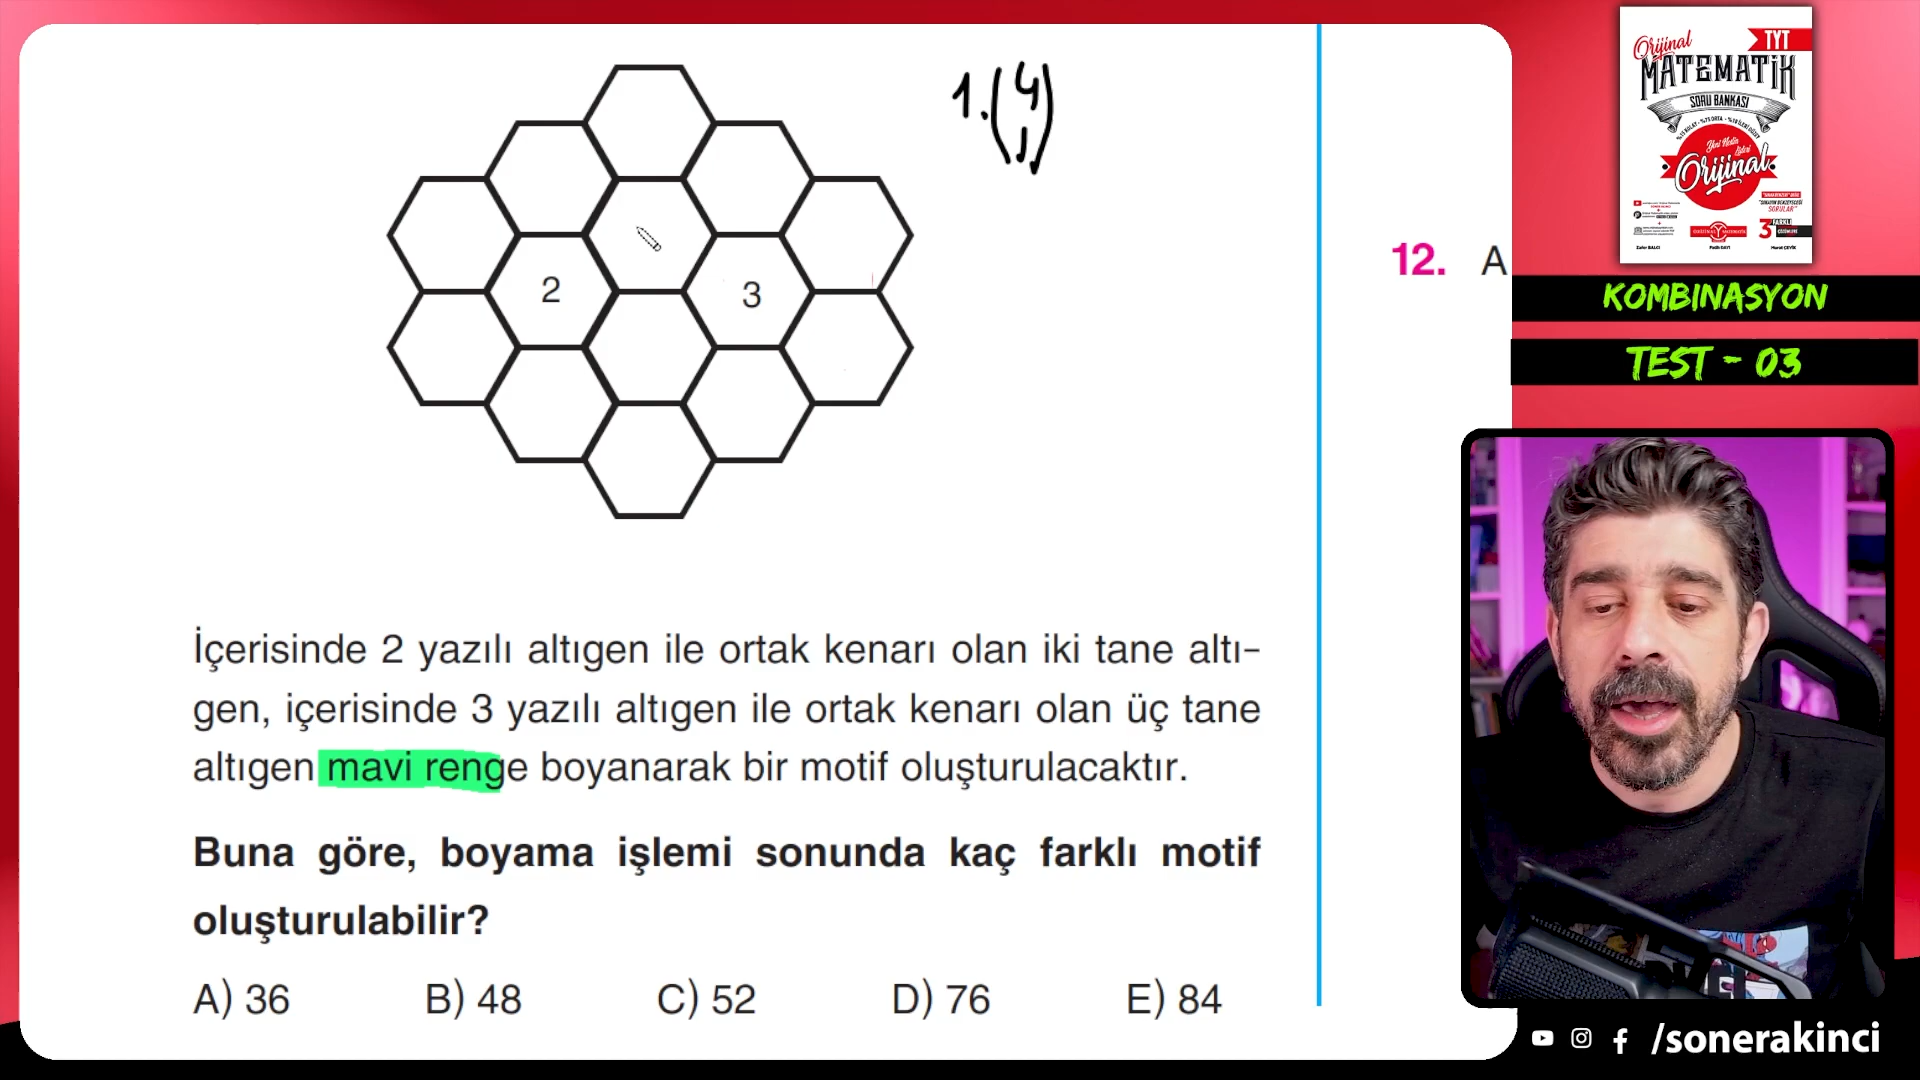 1.(4
1)
2
3
12. A
İçerisinde 2 yazılı altıgen ile ortak kenarı olan iki tane altı-
gen, içerisinde 3 yazılı altıgen ile ortak kenarı olan üç tane
altıgen mavi renge boyanarak bir motif oluşturulacaktır.
Buna göre, boyama işlemi sonunda kaç farklı motif
oluşturulabilir?
A) 36 B) 48 C) 52 D) 76 E) 84
Orijinal
TYT
MATEMATİK
SORU BANKASI
Orijinal
KOMBINASYON
TEST - 03
/sonerakinci